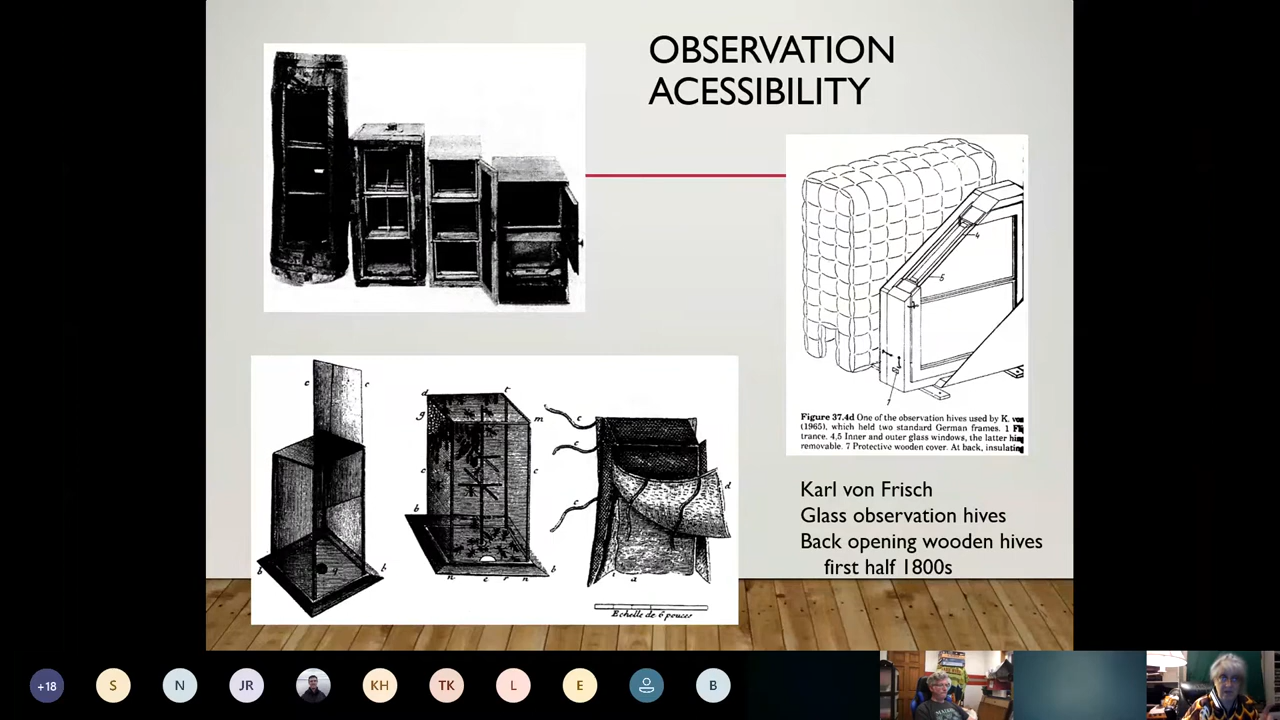 OBSERVATION
ACESSIBILITY
Figure 37.4d One of the observation hives used by K. von
(1965), which held two standard German frames. 1
trance. 4,5 Inner and outer glass windows, the latter
removable. 7 Protective wooden cover. At back, insulating
Karl von Frisch
Glass observation hives
Back opening wooden hives
first half 1800s
Echelle de 6 pouces
+18
S
N
JR
KH
TK
L
E
B